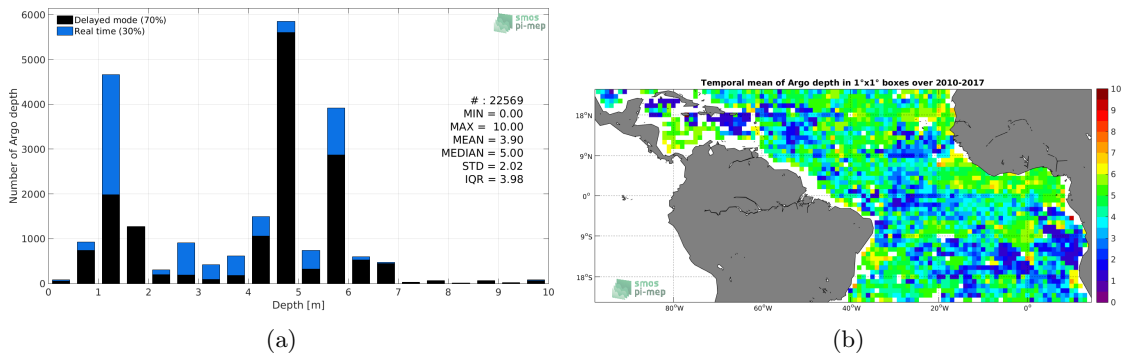 Delayed mode (70%)
Real time (30%)
smos
pi-mep
Number of Argo depth
6000
5000
4000
3000
2000
1000
0
# : 22569
MIN = 0.00
MAX = 10.00
MEAN = 3.90
MEDIAN = 5.00
STD = 2.02
IQR = 3.98
0 1 2 3 4 5 6 7 8 9 10
Depth [m]
(a)
Temporal mean of Argo depth in 1°x1° boxes over 2010-2017
18°N
9°N
0°
9°S
18°S
80°W 60°W 40°W 20°W 0°
smos
pi-mep
10
9
8
7
6
5
4
3
2
1
0
(b)